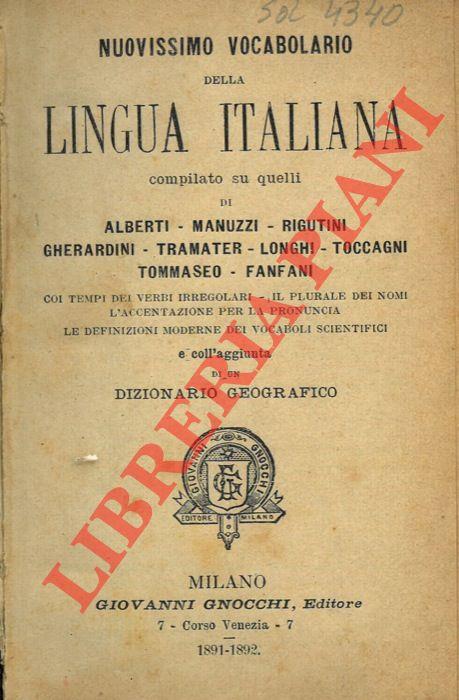 Sol 4340
NUOVISSIMO VOCABOLARIO
DELLA
LINGUA ITALIANA
compilato su quelli
DI
ALBERTI - MANUZZI - RIGUTINI
GHERARDINI - TRAMATER - LONGHI - TOCCAGNI
TOMMASEO - FANFANI
COI TEMPI DEI VERBI IRREGOLARI - IL PLURALE DEI NOMI
L'ACCENTAZIONE PER LA PRONUNCIA
LE DEFINIZIONI MODERNE DEI VOCABOLI SCIENTIFICI
e coll'aggiunta
DI UN
DIZIONARIO GEOGRAFICO
GIOVANNI GNOCCHI
GE
EDITORE MILANO
MILANO
GIOVANNI GNOCCHI, Editore
7 - Corso Venezia - 7
1891-1892.
LIBRERIA PIANI